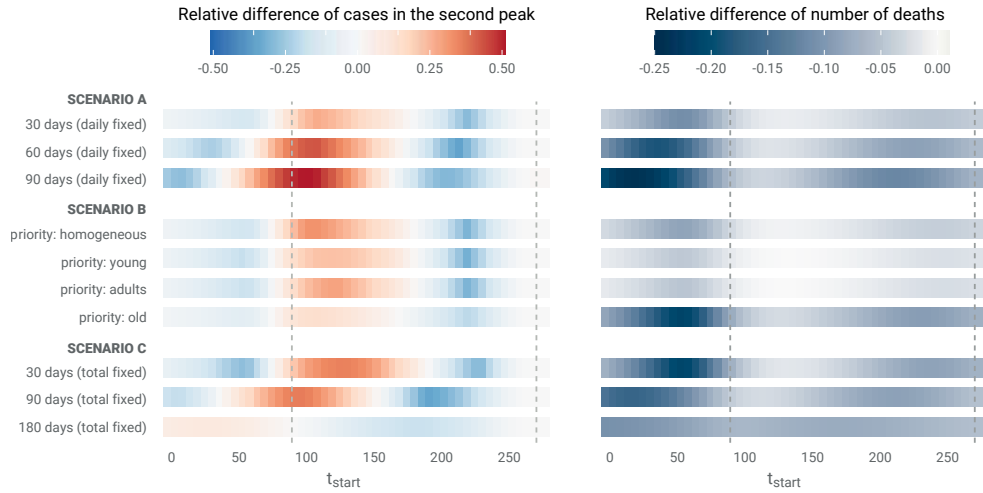 Relative difference of cases in the second peak
-0.50 -0.25 0.00 0.25 0.50
Relative difference of number of deaths
-0.25 -0.20 -0.15 -0.10 -0.05 0.00
SCENARIO A
30 days (daily fixed)
60 days (daily fixed)
90 days (daily fixed)
SCENARIO B
priority: homogeneous
priority: young
priority: adults
priority: old
SCENARIO C
30 days (total fixed)
90 days (total fixed)
180 days (total fixed)
0 50 100 150 200 250
tstart
0 50 100 150 200 250
tstart